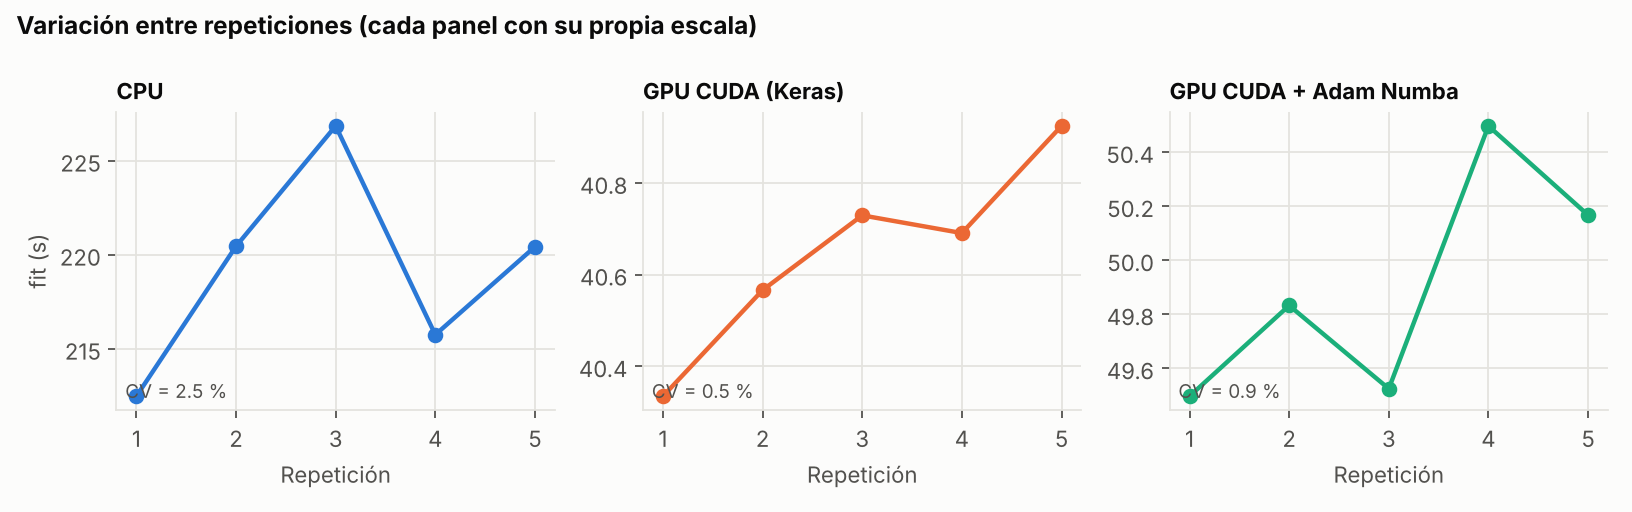 Variación entre repeticiones (cada panel con su propia escala)
CPU
fit (s)
225
220
215
CV = 2.5 %
1 2 3 4 5
Repetición
GPU CUDA (Keras)
40.8
40.6
40.4
CV = 0.5 %
1 2 3 4 5
Repetición
GPU CUDA + Adam Numba
50.4
50.2
50.0
49.8
49.6
CV = 0.9 %
1 2 3 4 5
Repetición